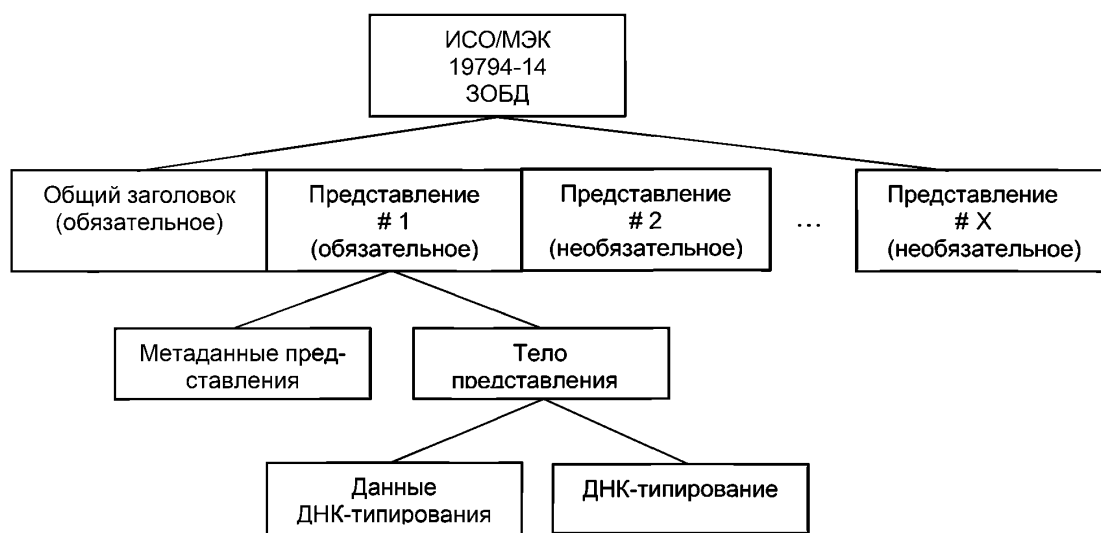 ИСО/МЭК
19794-14
ЗОБД
Общий заголовок
(обязательное)
Представление
# 1
(обязательное)
Представление
# 2
(необязательное)
...
Представление
# X
(необязательное)
Метаданные пред-
ставления
Тело
представления
Данные
ДНК-типирования
ДНК-типирование